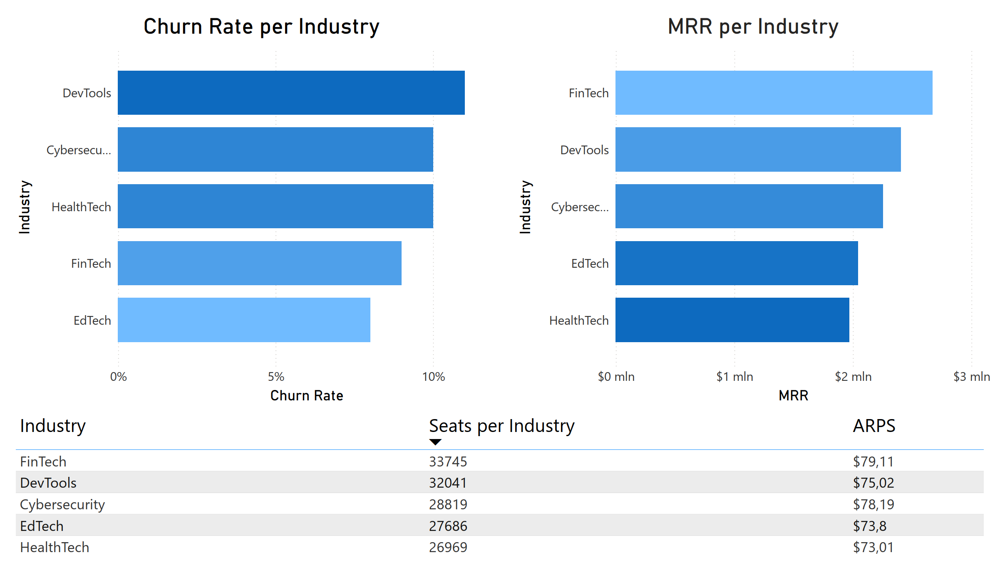 Churn Rate per Industry
Industry
DevTools
Cybersecu...
HealthTech
FinTech
EdTech
0% 5% 10%
Churn Rate
MRR per Industry
Industry
FinTech
DevTools
Cybersec...
EdTech
HealthTech
$0 mln $1 mln $2 mln $3 mln
MRR
Industry Seats per Industry ARPS
FinTech 33745 $79,11
DevTools 32041 $75,02
Cybersecurity 28819 $78,19
EdTech 27686 $73,8
HealthTech 26969 $73,01